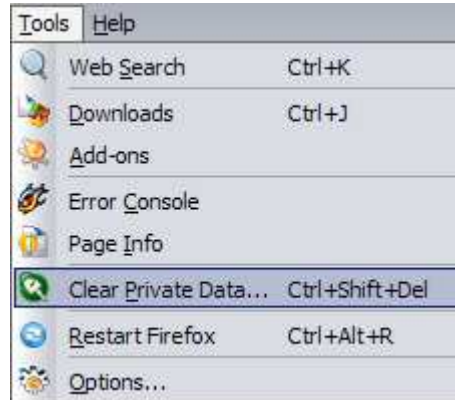 Tools Help
Web Search Ctrl+K
Downloads Ctrl+J
Add-ons
Error Console
Page Info
Clear Private Data... Ctrl+Shift+Del
Restart Firefox Ctrl+Alt+R
Options...